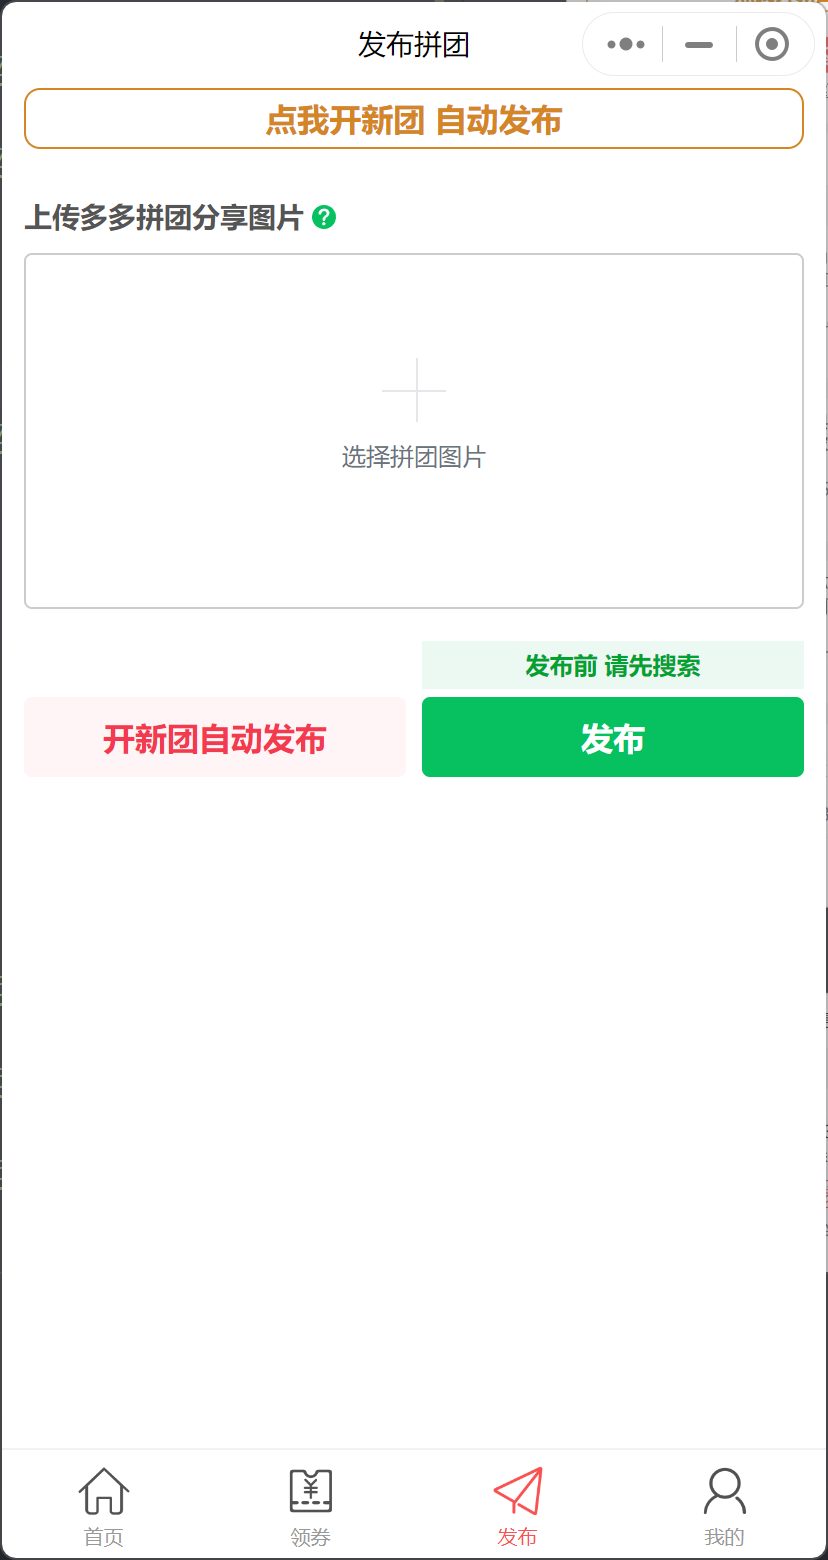 发布拼团
点我开新团 自动发布
上传多多拼团分享图片 ?
选择拼团图片
发布前 请先搜索
开新团自动发布
发布
首页
领券
发布
我的